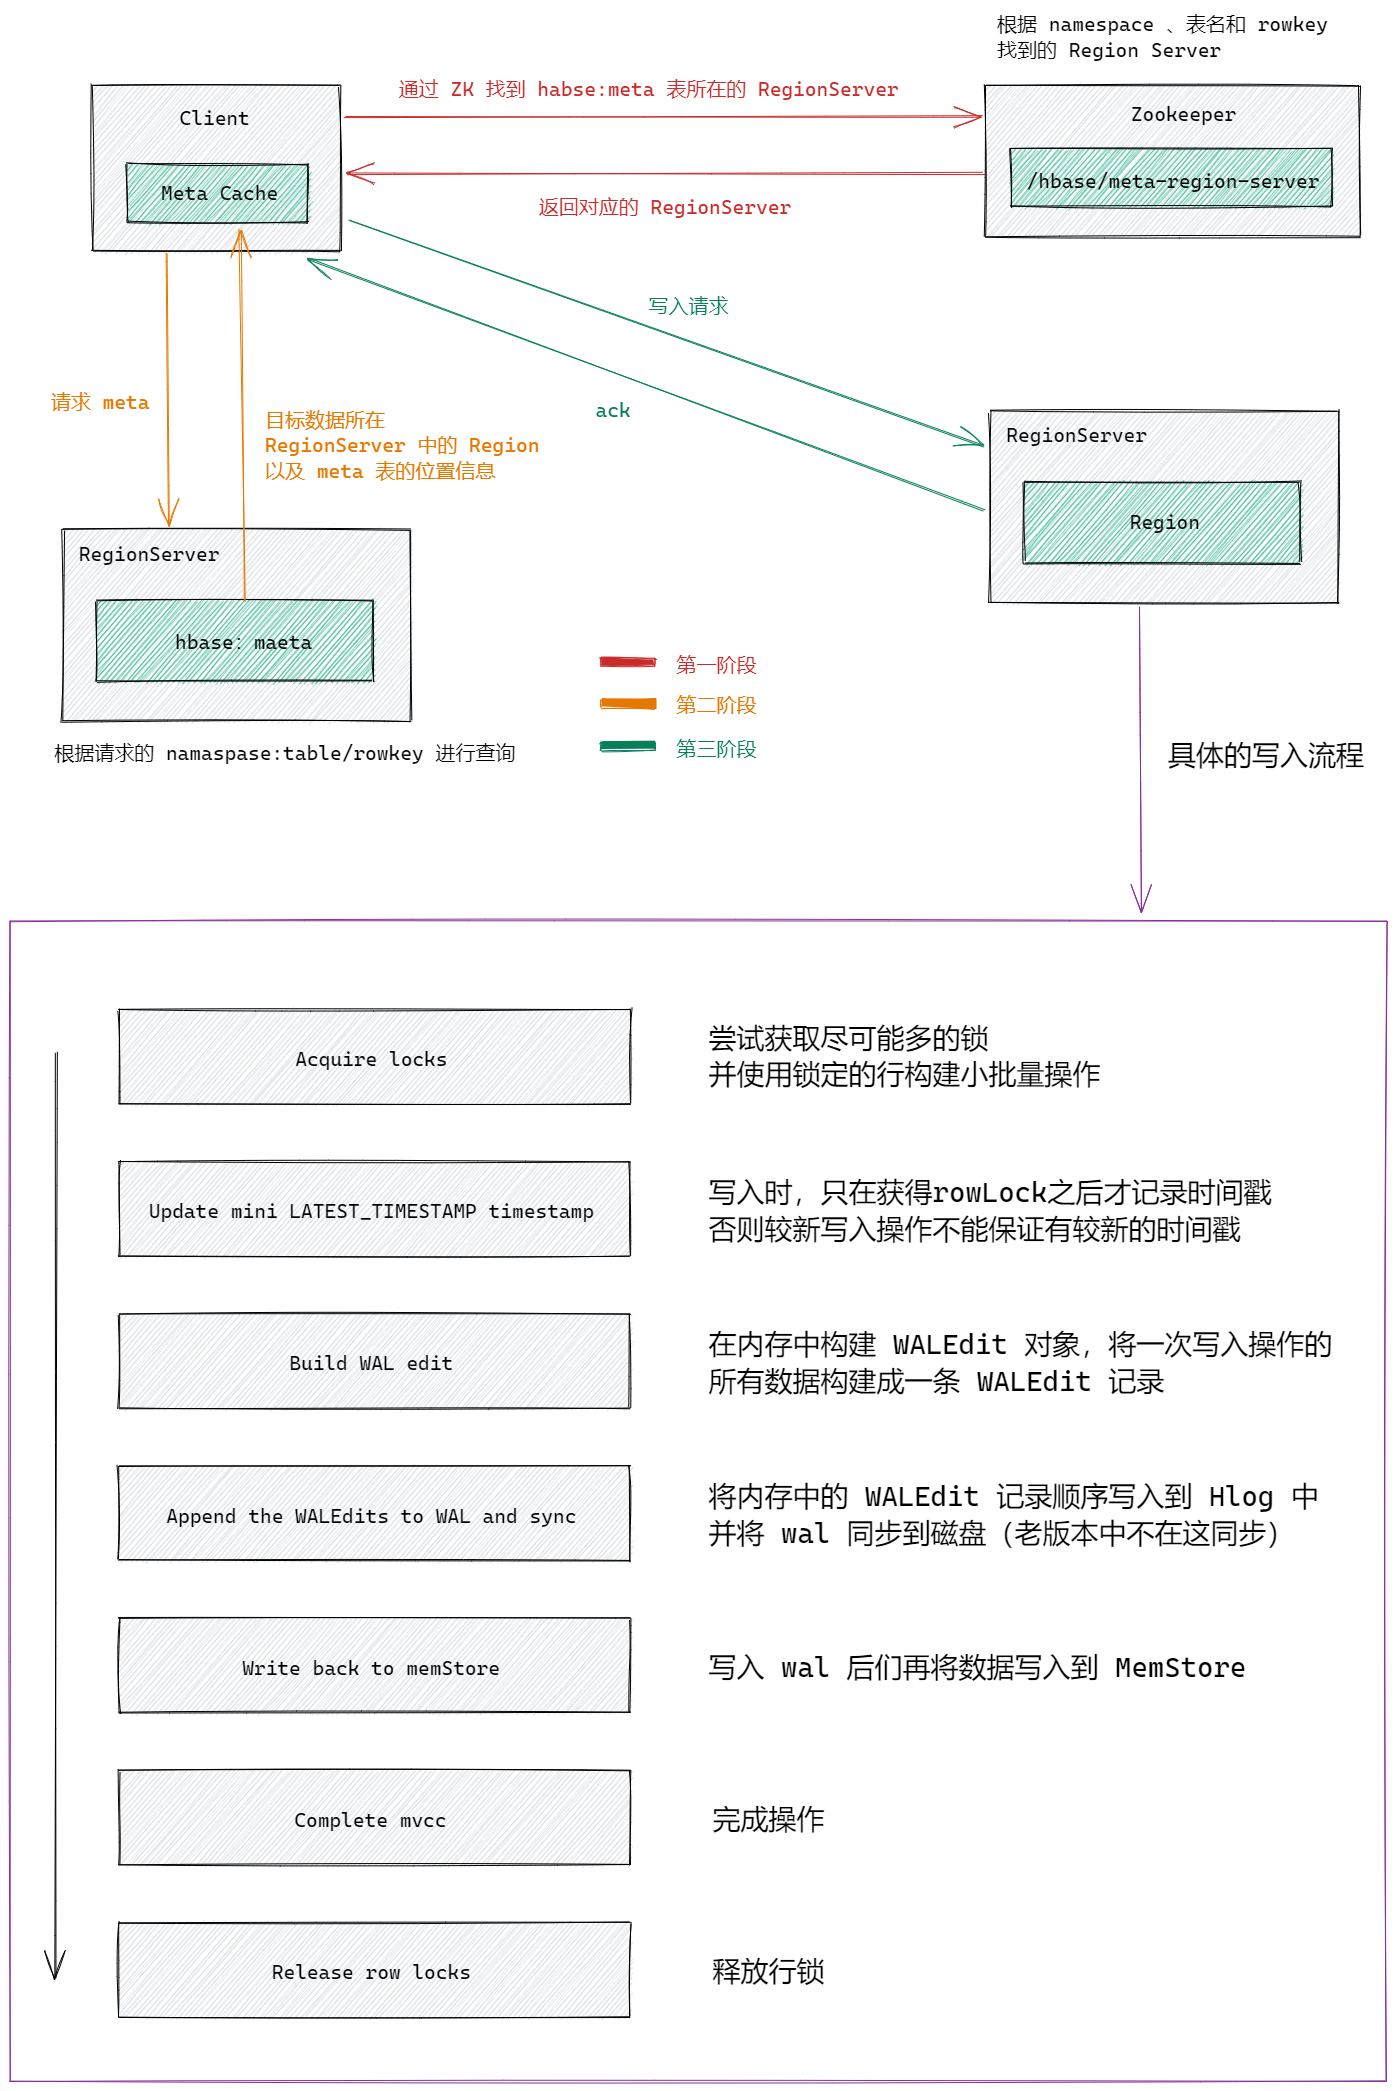 根据 namespace 、表名和 rowkey
找到的 Region Server
通过 ZK 找到 habse:meta 表所在的 RegionServer
Client
Zookeeper
Meta Cache
/hbase/meta-region-server
返回对应的 RegionServer
写入请求
请求 meta
ack
目标数据所在
RegionServer 中的 Region
以及 meta 表的位置信息
RegionServer
Region
RegionServer
hbase: maeta
第一阶段
第二阶段
第三阶段
根据请求的 namaspase:table/rowkey 进行查询
具体的写入流程
Acquire locks
尝试获取尽可能多的锁
并使用锁定的行构建小批量操作
Update mini LATEST_TIMESTAMP timestamp
写入时，只在获得rowLock之后才记录时间戳
否则较新写入操作不能保证有较新的时间戳
Build WAL edit
在内存中构建 WALEdit 对象，将一次写入操作的
所有数据构建成一条 WALEdit 记录
Append the WALEdits to WAL and sync
将内存中的 WALEdit 记录顺序写入到 Hlog 中
并将 wal 同步到磁盘（老版本中不在这同步）
Write back to memStore
写入 wal 后们再将数据写入到 MemStore
Complete mvcc
完成操作
Release row locks
释放行锁